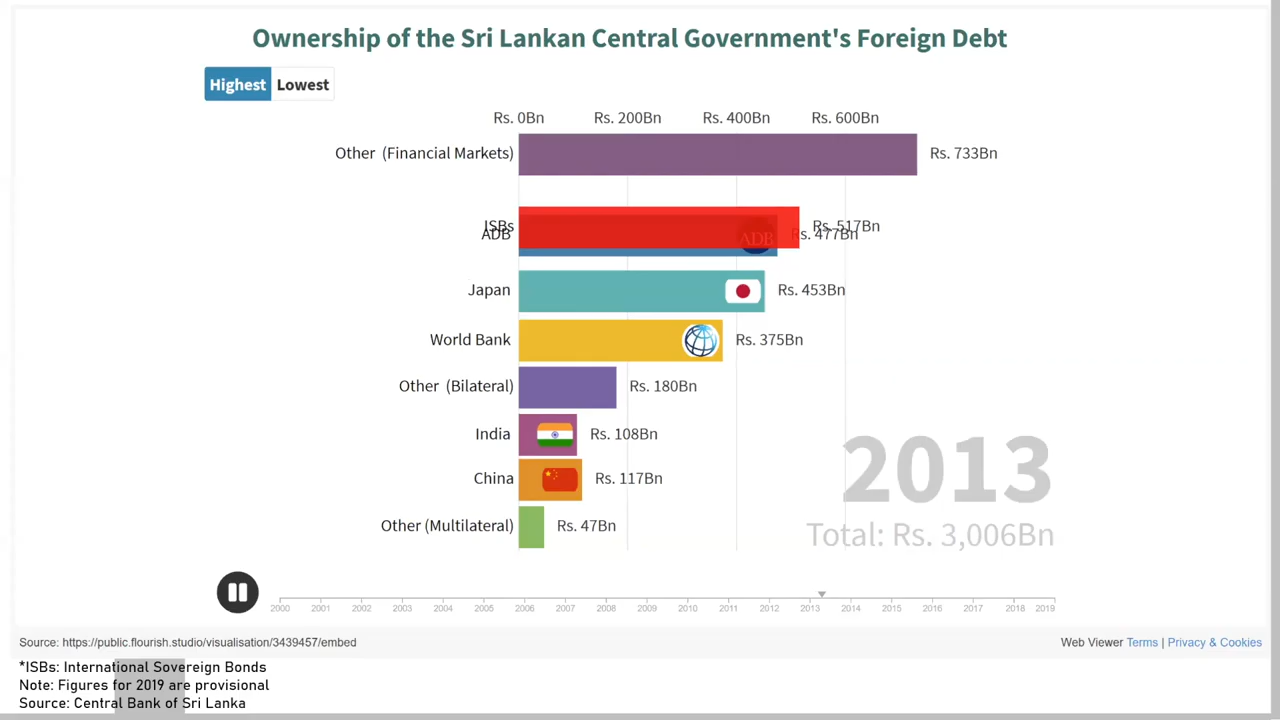 Ownership of the Sri Lankan Central Government's Foreign Debt
Highest Lowest
Rs. 0Bn Rs. 200Bn Rs. 400Bn Rs. 600Bn
Other (Financial Markets) Rs. 733Bn
ISBs Rs. 517Bn
ADB ADB Rs. 477Bn
Japan Rs. 453Bn
World Bank Rs. 375Bn
Other (Bilateral) Rs. 180Bn
India Rs. 108Bn
China Rs. 117Bn
Other (Multilateral) Rs. 47Bn
2013
Total: Rs. 3,006Bn
2000 2001 2002 2003 2004 2005 2006 2007 2008 2009 2010 2011 2012 2013 2014 2015 2016 2017 2018 2019
Source: https://public.flourish.studio/visualisation/3439457/embed
Web Viewer Terms | Privacy & Cookies
*ISBs: International Sovereign Bonds
Note: Figures for 2019 are provisional
Source: Central Bank of Sri Lanka